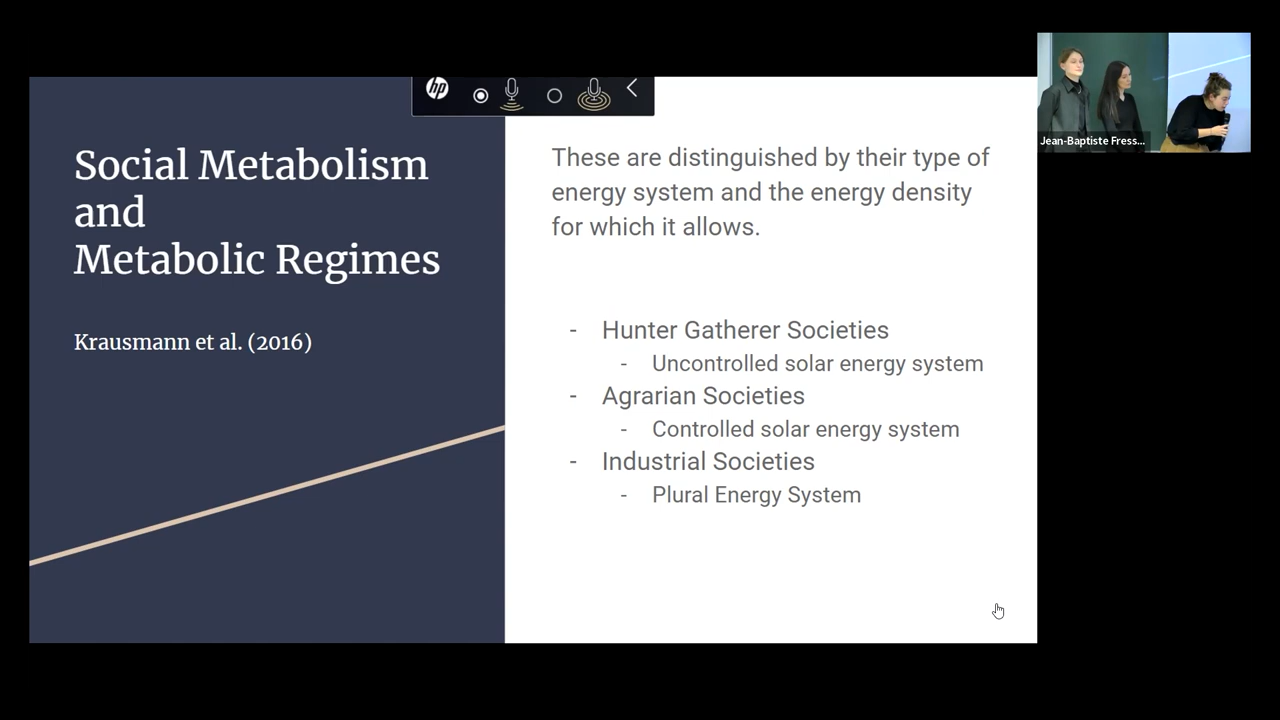 hp
Social Metabolism
and
Metabolic Regimes
Krausmann et al. (2016)
These are distinguished by their type of
energy system and the energy density
for which it allows.
- Hunter Gatherer Societies
- Uncontrolled solar energy system
- Agrarian Societies
- Controlled solar energy system
- Industrial Societies
- Plural Energy System
Jean-Baptiste Fress...